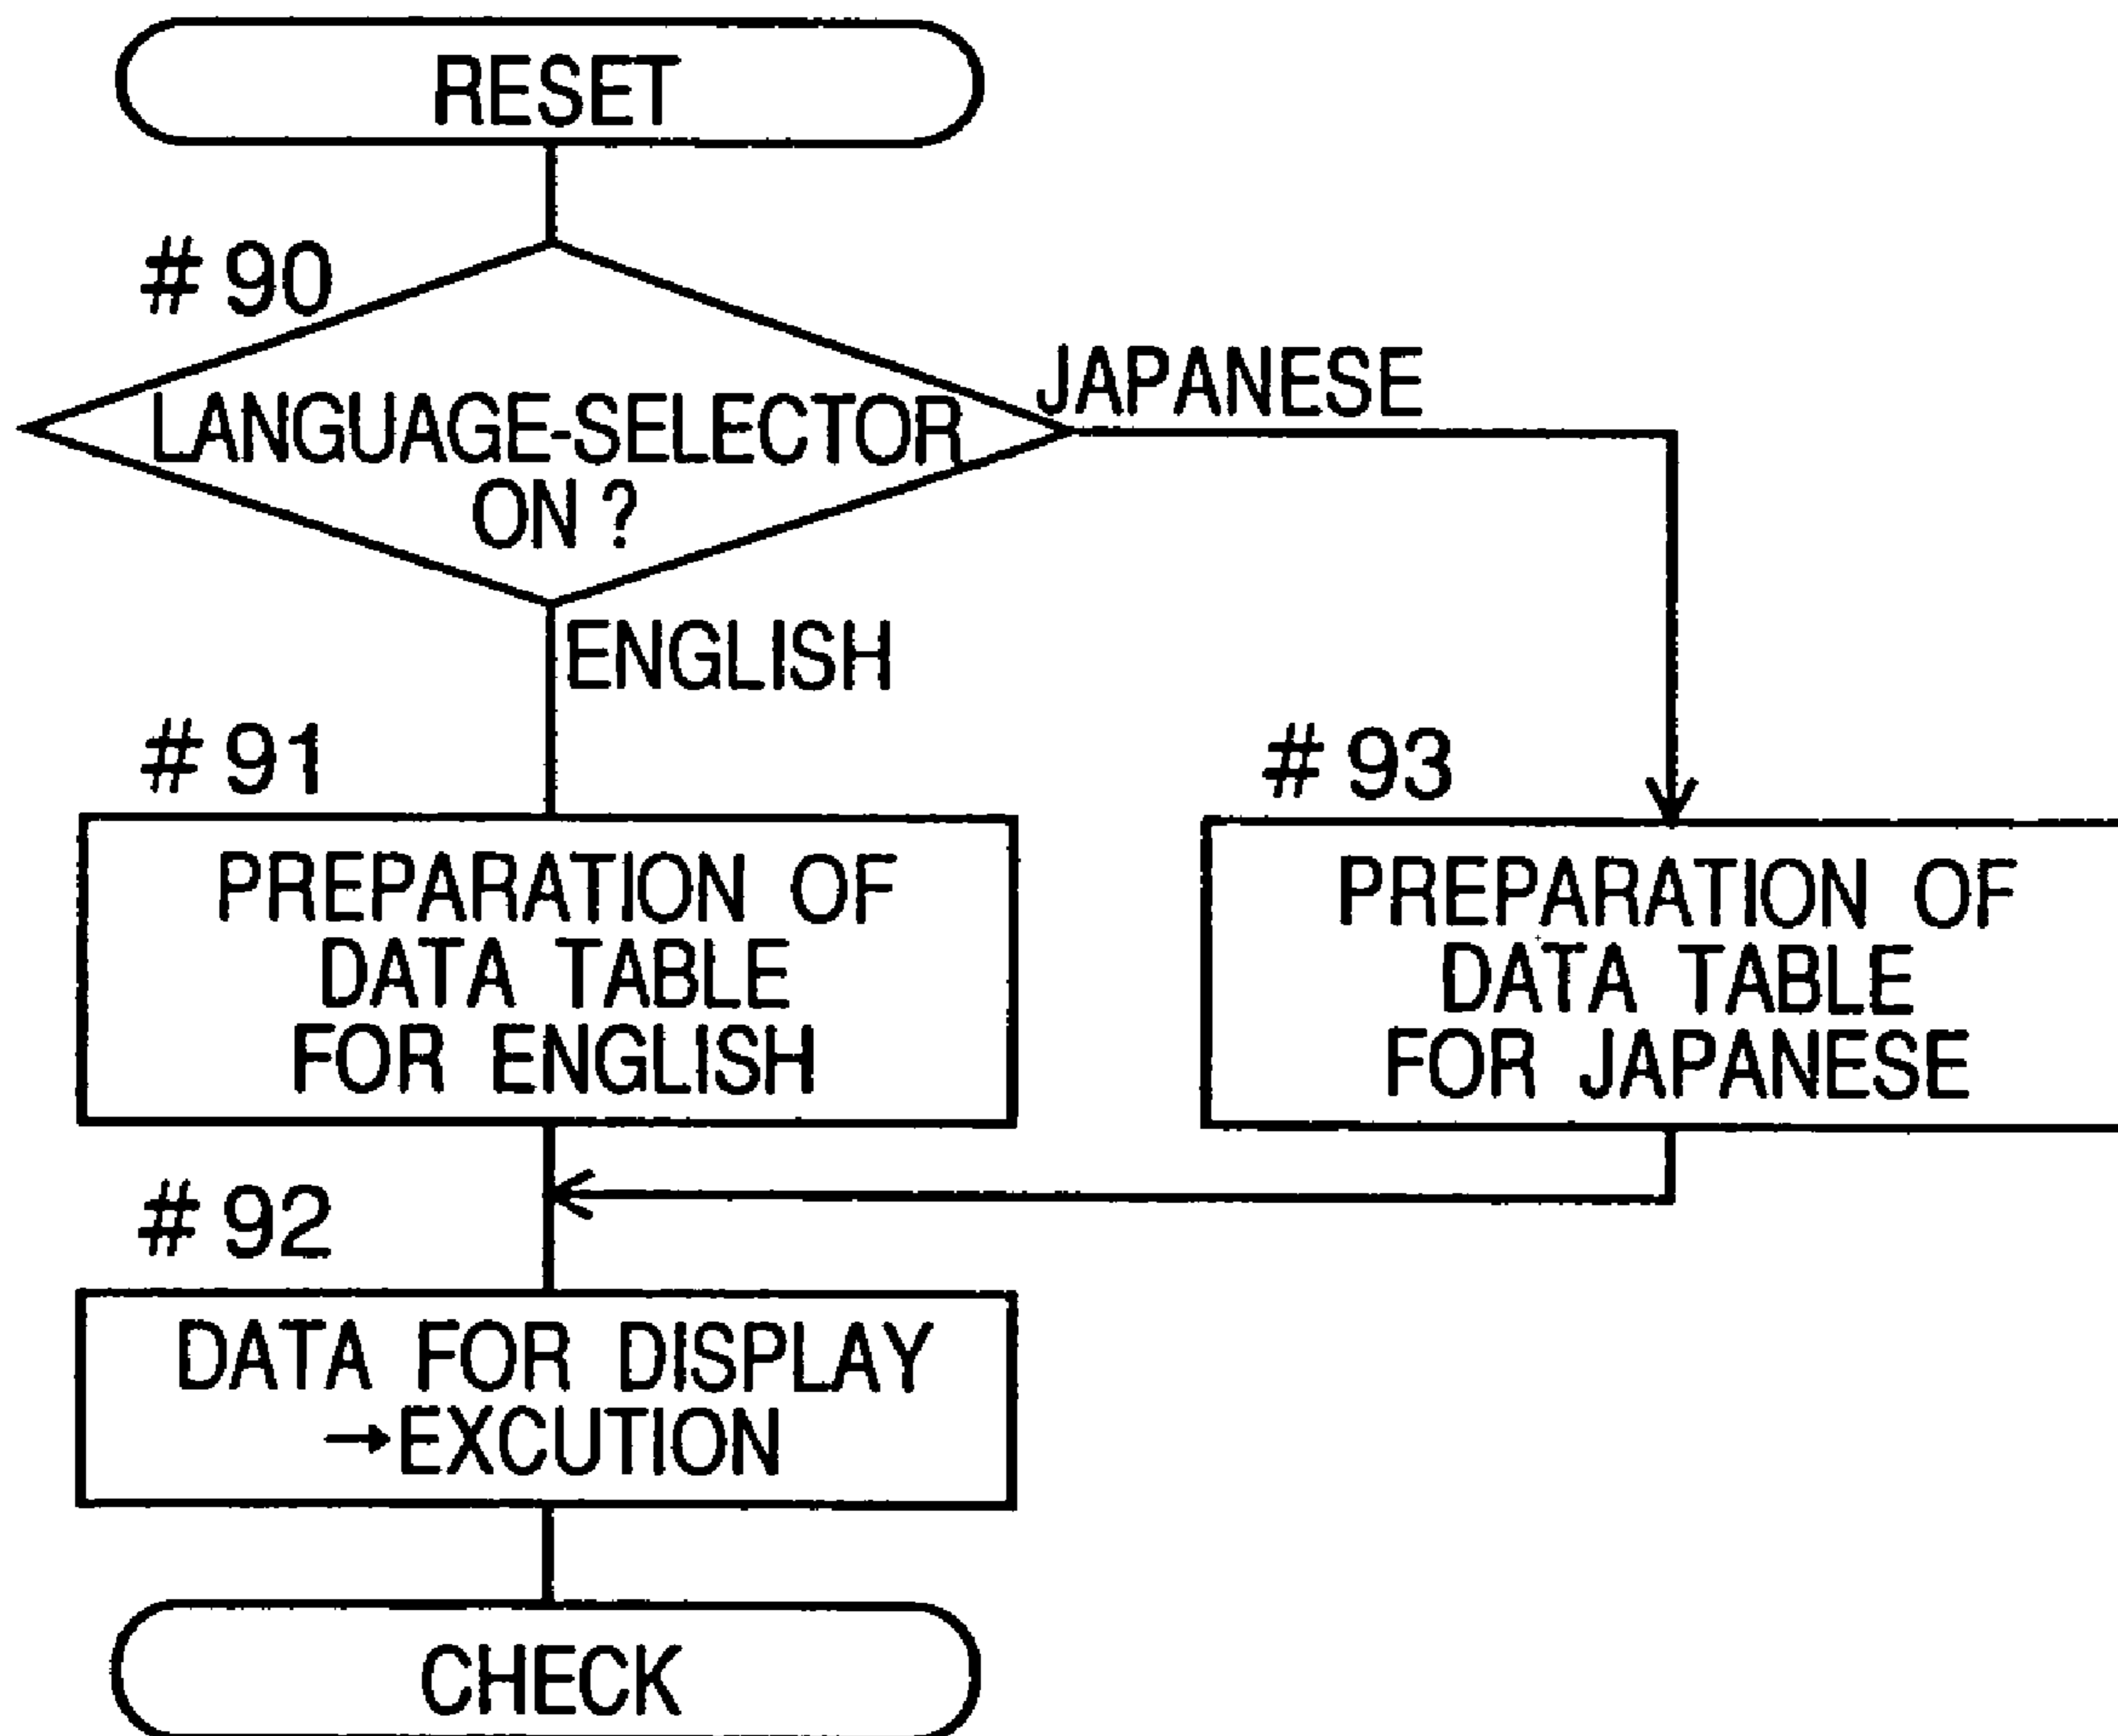 RESET
# 90
JAPANESE
LANGUAGE-SELECTOR
ON ?
ENGLISH
# 91
PREPARATION OF
DATA TABLE
FOR ENGLISH
# 93
PREPARATION OF
DATA TABLE
FOR JAPANESE
# 92
DATA FOR DISPLAY
→EXCUTION
CHECK